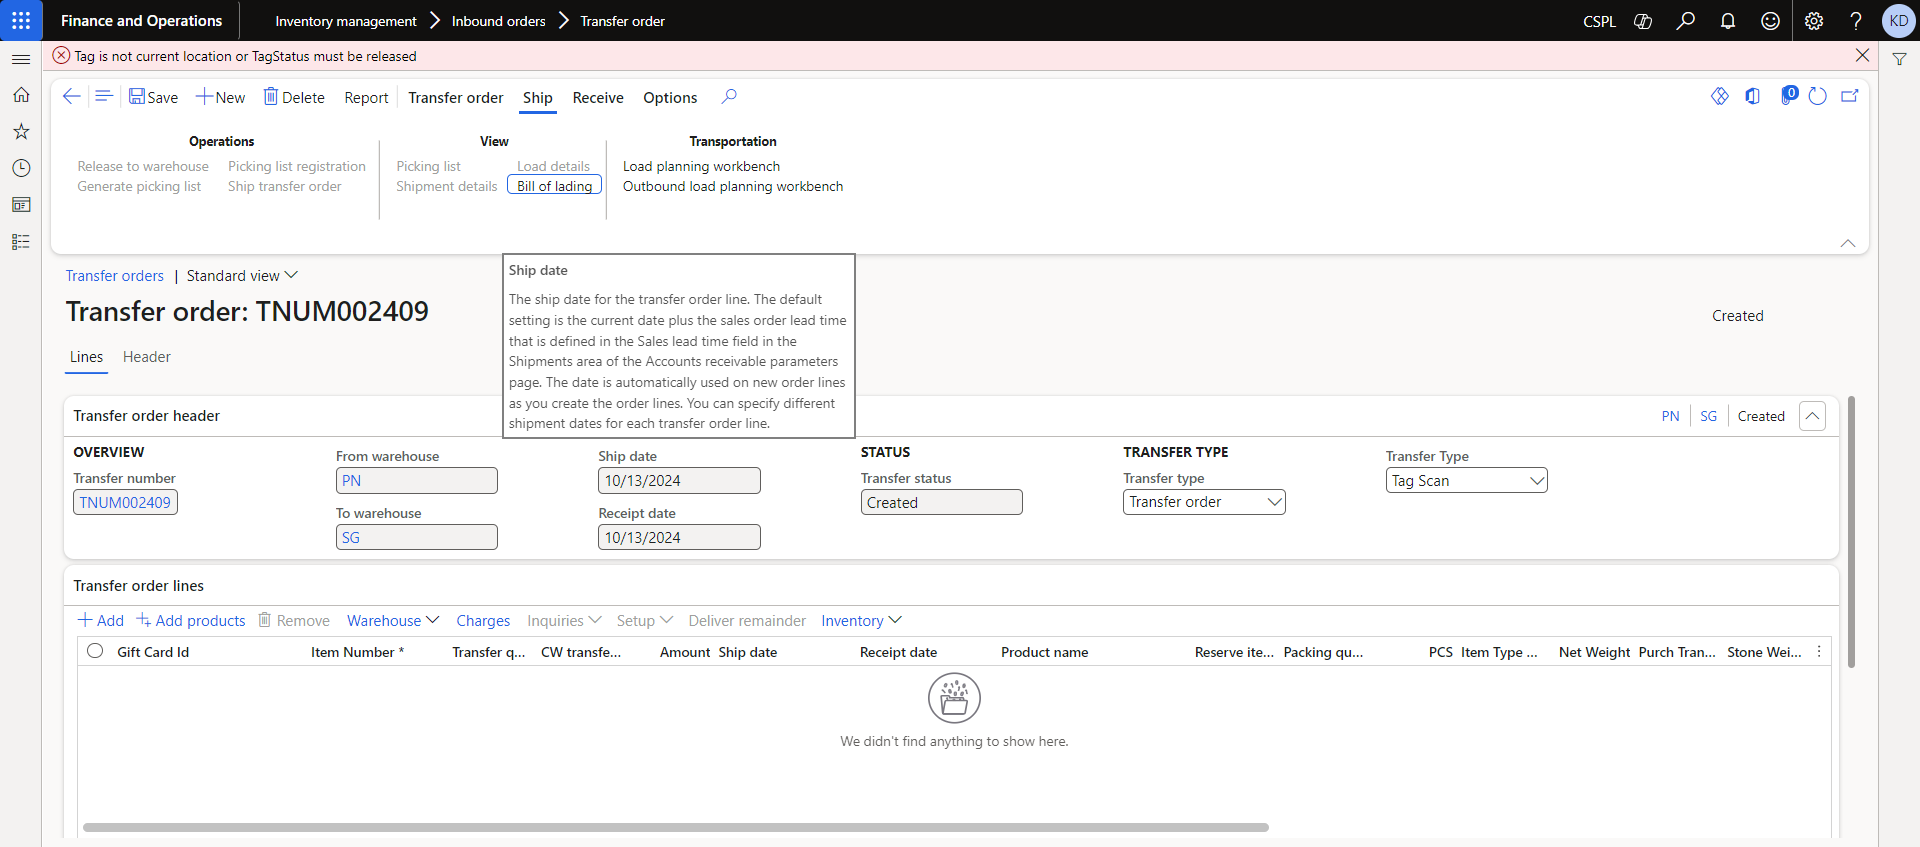 Finance and Operations
Inventory management
Inbound orders
Transfer order
CSPL
KD
Tag is not current location or TagStatus must be released
Save
New
Delete
Report
Transfer order
Ship
Receive
Options
0
Operations
Release to warehouse
Picking list registration
Generate picking list
Ship transfer order
View
Picking list
Load details
Shipment details
Bill of lading
Transportation
Load planning workbench
Outbound load planning workbench
Transfer orders | Standard view
Transfer order: TNUM002409
Created
Lines
Header
Ship date
The ship date for the transfer order line. The default
setting is the current date plus the sales order lead time
that is defined in the Sales lead time field in the
Shipments area of the Accounts receivable parameters
page. The date is automatically used on new order lines
as you create the order lines. You can specify different
shipment dates for each transfer order line.
Transfer order header
PN
SG
Created
OVERVIEW
Transfer number
TNUM002409
From warehouse
PN
To warehouse
SG
Ship date
10/13/2024
Receipt date
10/13/2024
STATUS
Transfer status
Created
TRANSFER TYPE
Transfer type
Transfer order
Transfer Type
Tag Scan
Transfer order lines
Add
Add products
Remove
Warehouse
Charges
Inquiries
Setup
Deliver remainder
Inventory
Gift Card Id
Item Number *
Transfer q...
CW transfe...
Amount
Ship date
Receipt date
Product name
Reserve ite...
Packing qu...
PCS
Item Type ...
Net Weight
Purch Tran...
Stone Wei...
We didn't find anything to show here.